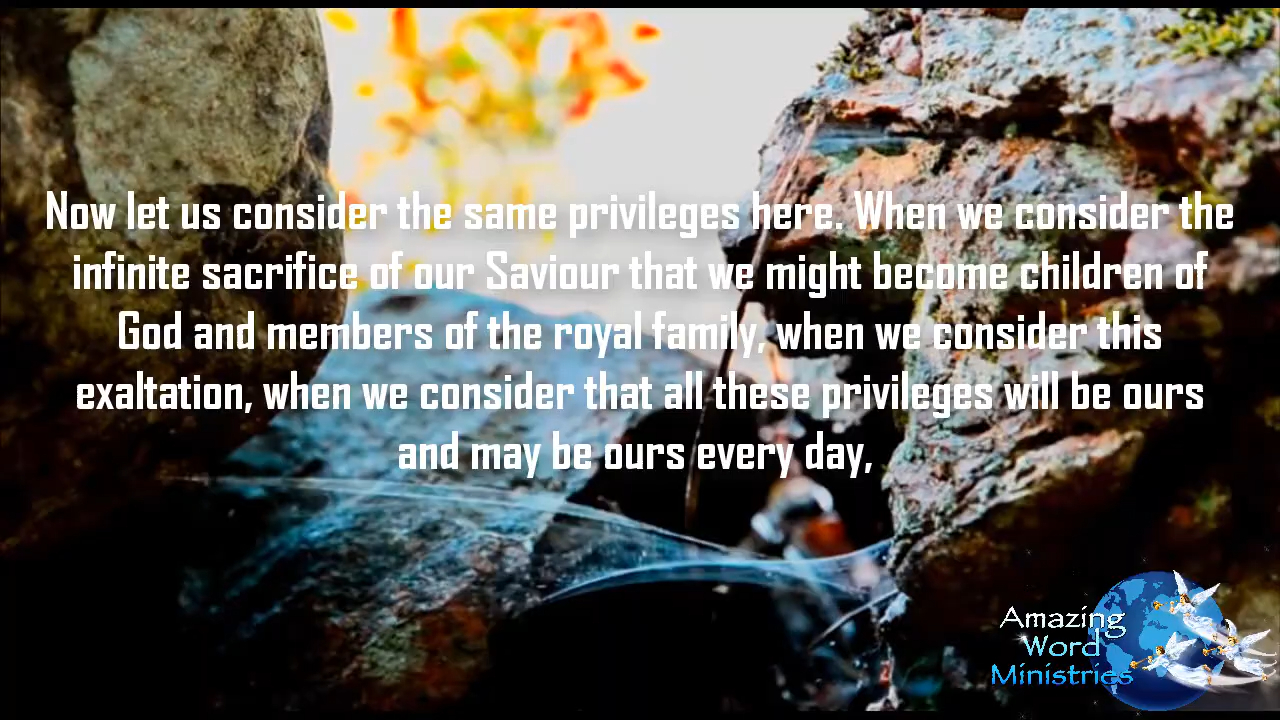 Now let us consider the same privileges here. When we consider the
infinite sacrifice of our Saviour that we might become children of
God and members of the royal family, when we consider this
exaltation, when we consider that all these privileges will be ours
and may be ours every day,
Amazing
Word
Ministries